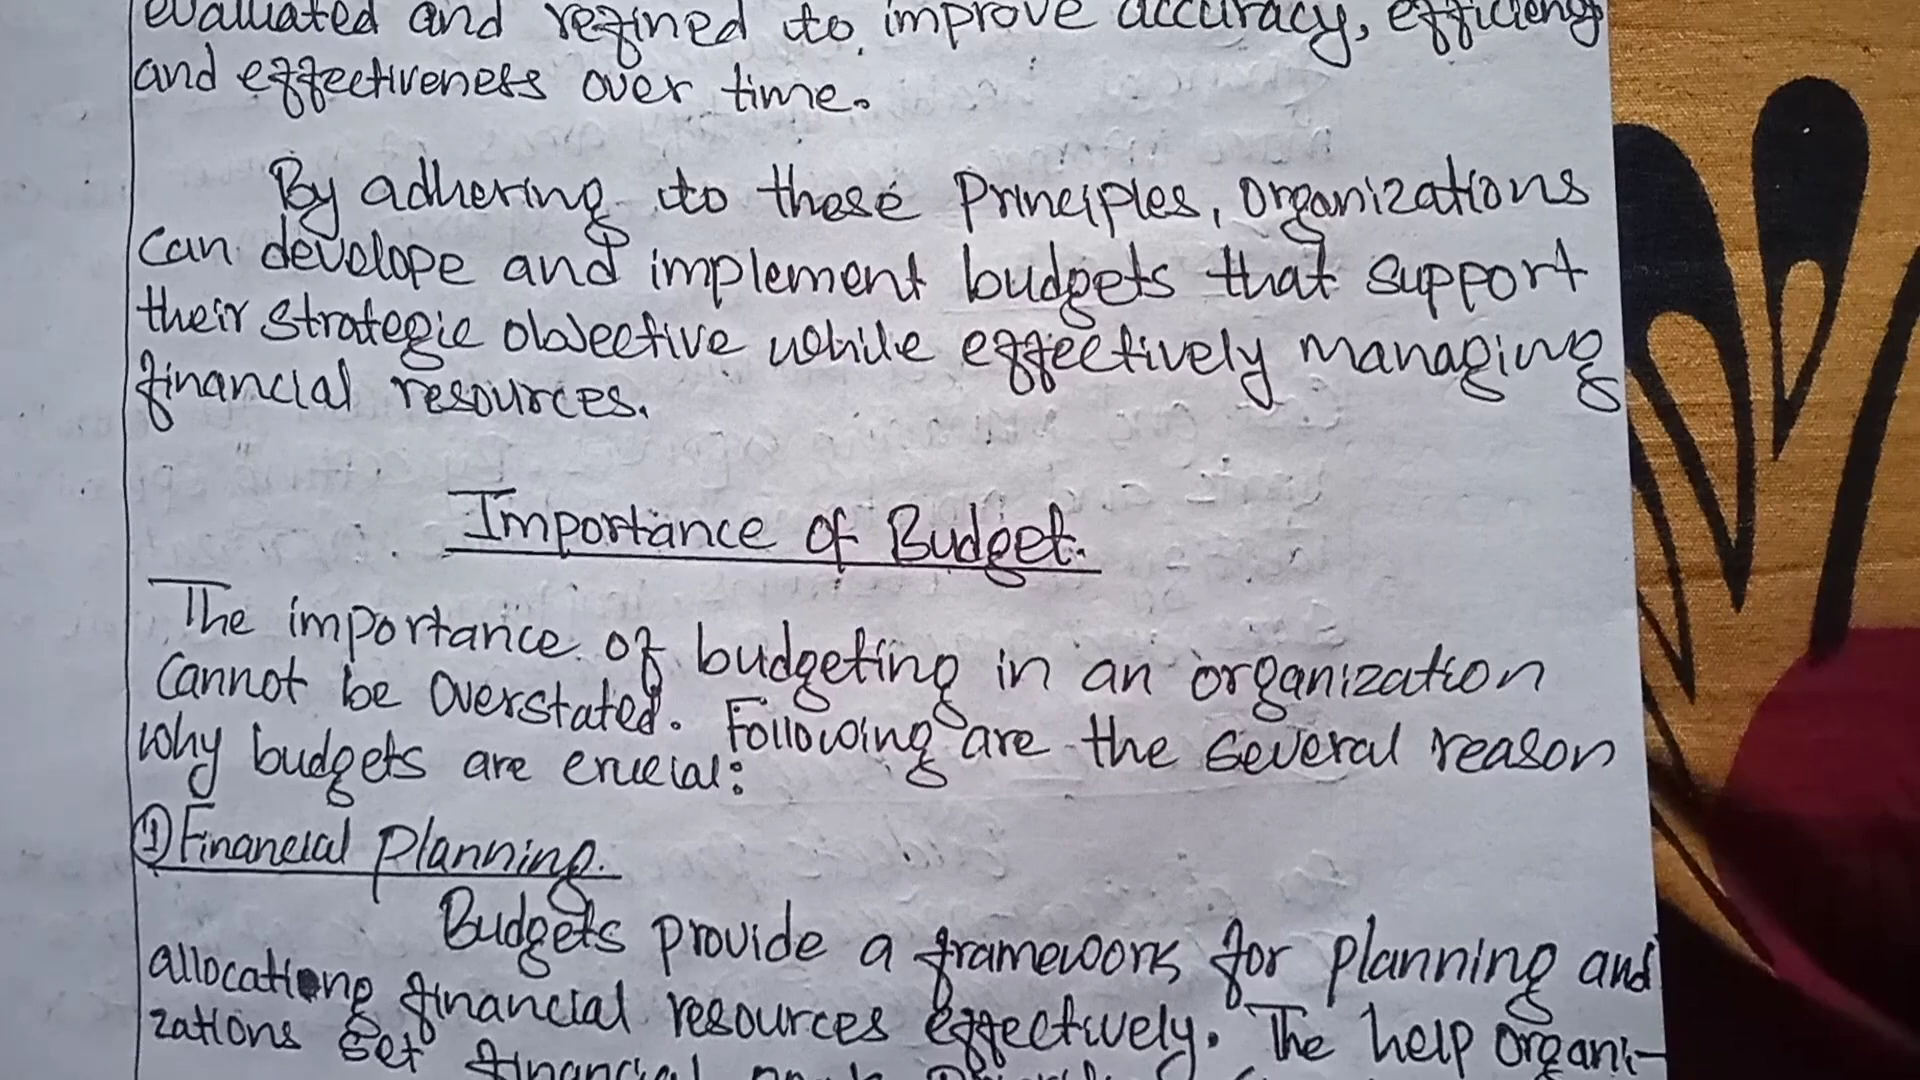 evaluated and refined to improve accuracy, efficiency
and effectiveness over time.
By adhering to these Principles, organizations
can develope and implement budgets that support
their strategic objective while effectively managing
financial resources.
Importance of Budget.
The importance of budgeting in an organization
cannot be overstated. Following are the several reason
why budgets are crucial:
① Financial Planning.
Budgets provide a framework for planning and
allocationg financial resources effectively. The help organi-
zations set financial